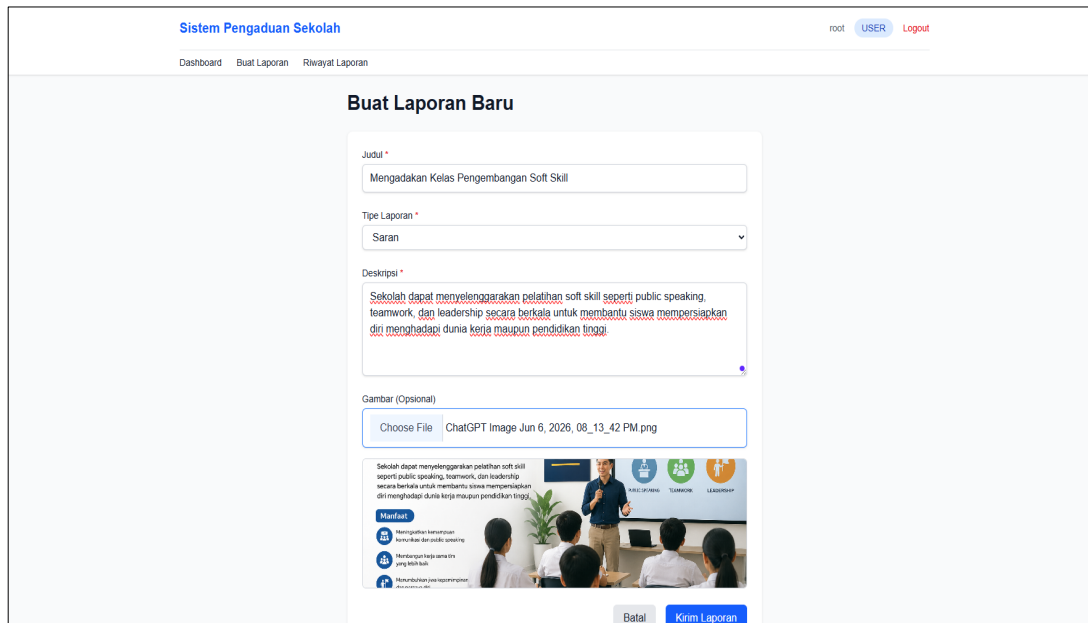 Sistem Pengaduan Sekolah
root USER Logout
Dashboard Buat Laporan Riwayat Laporan
Buat Laporan Baru
Judul *
Mengadakan Kelas Pengembangan Soft Skill
Tipe Laporan *
Saran
Deskripsi *
Sekolah dapat menyelenggarakan pelatihan soft skill seperti public speaking,
teamwork, dan leadership secara berkala untuk membantu siswa mempersiapkan
diri menghadapi dunia kerja maupun pendidikan tinggi.
Gambar (Opsional)
Choose File ChatGPT Image Jun 6, 2026, 08_13_42 PM.png
Sekolah dapat menyelenggarakan pelatihan soft skill
seperti public speaking, teamwork, dan leadership
secara berkala untuk membantu siswa mempersiapkan
diri menghadapi dunia kerja maupun pendidikan tinggi.
PUBLIC SPEAKING TEAMWORK LEADERSHIP
Manfaat
Meningkatkan kemampuan
komunikasi dan public speaking
Membangun kerja sama tim
yang lebih baik
Menumbuhkan jiwa kepemimpinan
Batal Kirim Laporan